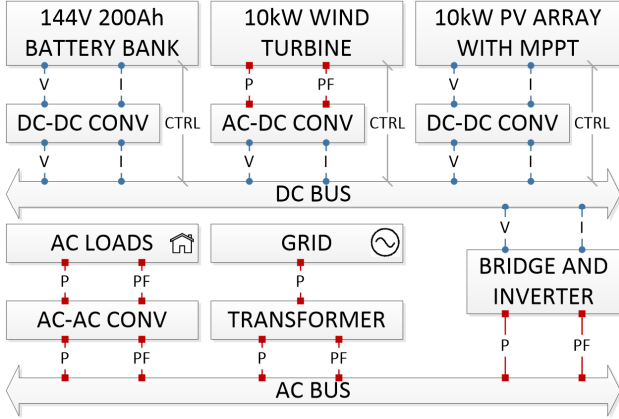 144V 200Ah
BATTERY BANK
10kW WIND
TURBINE
10kW PV ARRAY
WITH MPPT
V I P PF V I
DC-DC CONV CTRL AC-DC CONV CTRL DC-DC CONV CTRL
V I V I V I
DC BUS
V I
AC LOADS
GRID
BRIDGE AND
INVERTER
P PF P
AC-AC CONV
TRANSFORMER
P PF P PF P PF
AC BUS